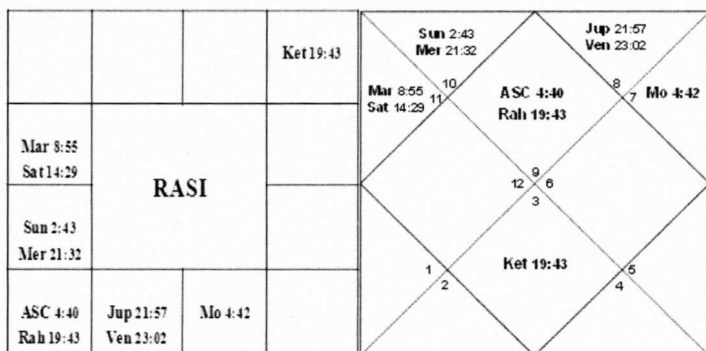 Ket 19:43
Mar 8:55
Sat 14:29
RASI
Sun 2:43
Mer 21:32
ASC 4:40
Rah 19:43
Jup 21:57
Ven 23:02
Mo 4:42
Sun 2:43
Mer 21:32
Jup 21:57
Ven 23:02
Mar 8:55
Sat 14:29
10
11
ASC 4:40
Rah 19:43
8
7
Mo 4:42
9
12 6
3
1
2
Ket 19:43
5
4